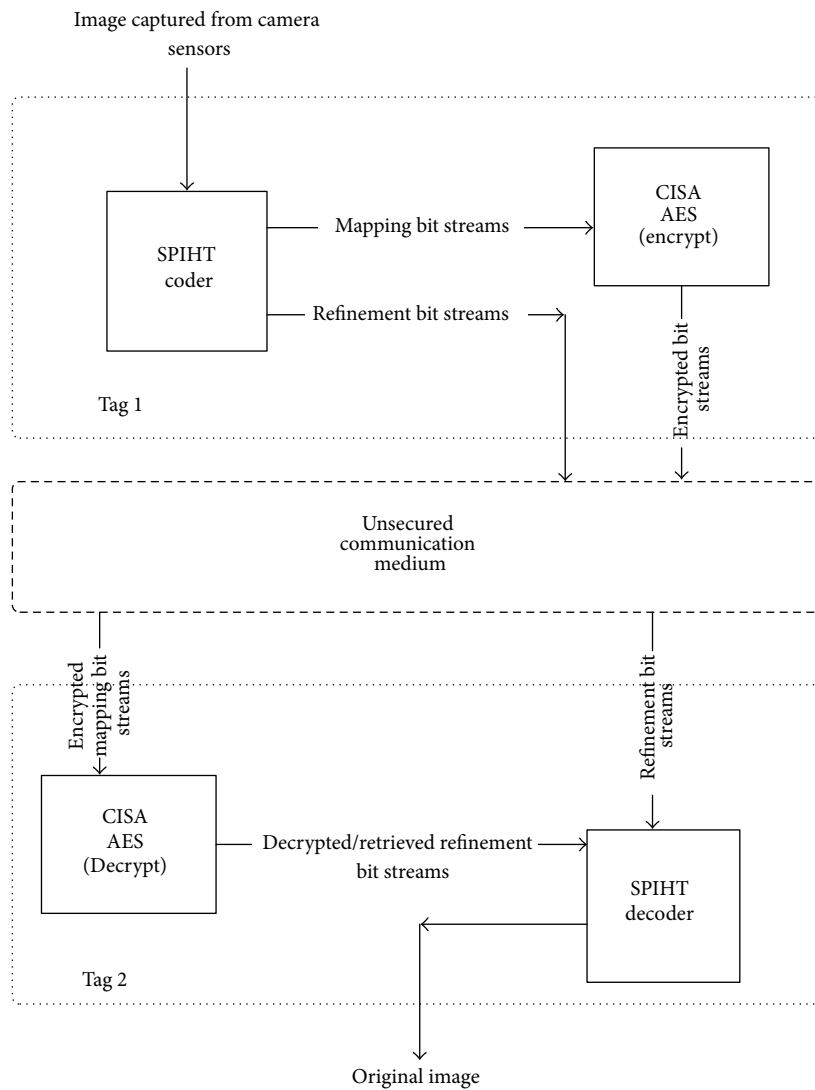 Image captured from camera
sensors
SPIHT
coder
Mapping bit streams
CISA
AES
(encrypt)
Refinement bit streams
Encrypted bit
streams
Tag 1
Unsecured
communication
medium
Encrypted
mapping bit
streams
Refinement bit
streams
CISA
AES
(Decrypt)
Decrypted/retrieved refinement
bit streams
SPIHT
decoder
Tag 2
Original image